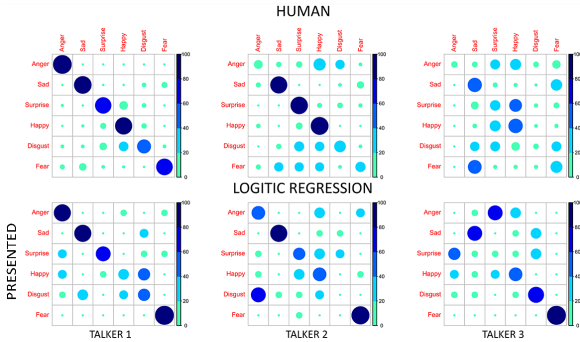 HUMAN
Anger Sad Surprise Happy Disgust Fear
Anger Sad Surprise Happy Disgust Fear
Anger Sad Surprise Happy Disgust Fear
Anger
Sad
Surprise
Happy
Disgust
Fear
100
80
60
40
20
0
Anger
Sad
Surprise
Happy
Disgust
Fear
100
80
60
40
20
0
Anger
Sad
Surprise
Happy
Disgust
Fear
100
80
60
40
20
0
LOGITIC REGRESSION
PRESENTED
Anger
Sad
Surprise
Happy
Disgust
Fear
100
80
60
40
20
0
Anger
Sad
Surprise
Happy
Disgust
Fear
100
80
60
40
20
0
Anger
Sad
Surprise
Happy
Disgust
Fear
100
80
60
40
20
0
TALKER 1
TALKER 2
TALKER 3